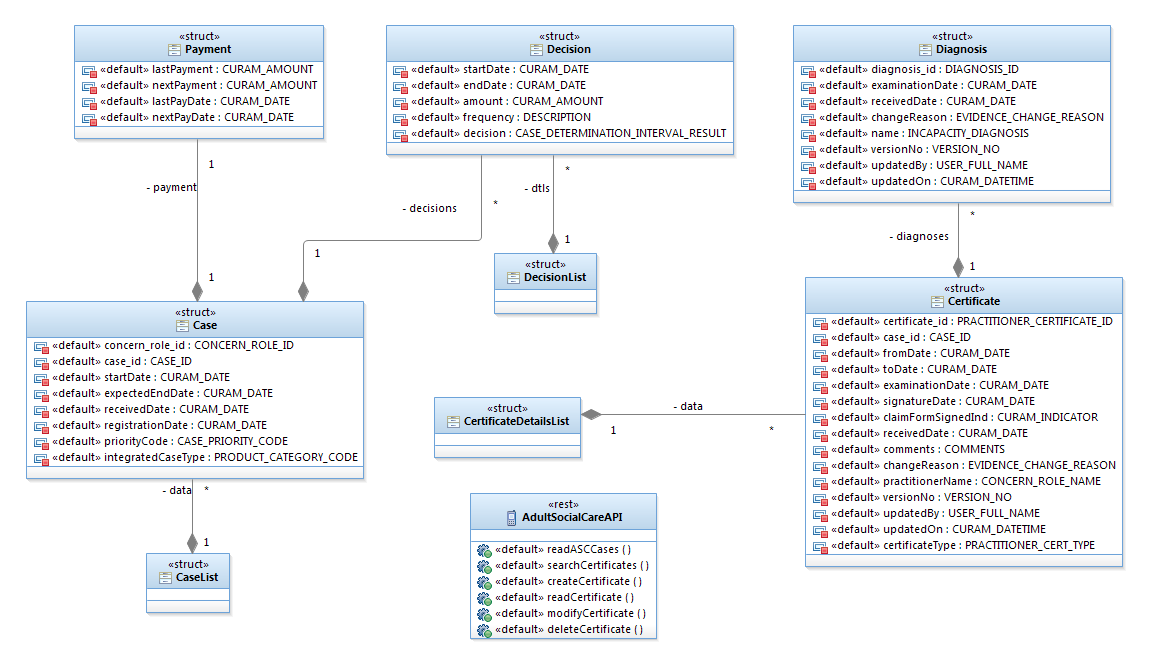 «struct»
Payment
«default» lastPayment : CURAM_AMOUNT
«default» nextPayment : CURAM_AMOUNT
«default» lastPayDate : CURAM_DATE
«default» nextPayDate : CURAM_DATE
«struct»
Decision
«default» startDate : CURAM_DATE
«default» endDate : CURAM_DATE
«default» amount : CURAM_AMOUNT
«default» frequency : DESCRIPTION
«default» decision : CASE_DETERMINATION_INTERVAL_RESULT
«struct»
Diagnosis
«default» diagnosis_id : DIAGNOSIS_ID
«default» examinationDate : CURAM_DATE
«default» receivedDate : CURAM_DATE
«default» changeReason : EVIDENCE_CHANGE_REASON
«default» name : INCAPACITY_DIAGNOSIS
«default» versionNo : VERSION_NO
«default» updatedBy : USER_FULL_NAME
«default» updatedOn : CURAM_DATETIME
1
- payment
1
- decisions
*
1
*
- dtls
1
*
- diagnoses
1
«struct»
DecisionList
«struct»
Case
«default» concern_role_id : CONCERN_ROLE_ID
«default» case_id : CASE_ID
«default» startDate : CURAM_DATE
«default» expectedEndDate : CURAM_DATE
«default» receivedDate : CURAM_DATE
«default» registrationDate : CURAM_DATE
«default» priorityCode : CASE_PRIORITY_CODE
«default» integratedCaseType : PRODUCT_CATEGORY_CODE
«struct»
Certificate
«default» certificate_id : PRACTITIONER_CERTIFICATE_ID
«default» case_id : CASE_ID
«default» fromDate : CURAM_DATE
«default» toDate : CURAM_DATE
«default» examinationDate : CURAM_DATE
«default» signatureDate : CURAM_DATE
«default» claimFormSignedInd : CURAM_INDICATOR
«default» receivedDate : CURAM_DATE
«default» comments : COMMENTS
«default» changeReason : EVIDENCE_CHANGE_REASON
«default» practitionerName : CONCERN_ROLE_NAME
«default» versionNo : VERSION_NO
«default» updatedBy : USER_FULL_NAME
«default» updatedOn : CURAM_DATETIME
«default» certificateType : PRACTITIONER_CERT_TYPE
«struct»
CertificateDetailsList
- data
1
*
- data
*
1
«struct»
CaseList
«rest»
AdultSocialCareAPI
«default» readASCCases ( )
«default» searchCertificates ( )
«default» createCertificate ( )
«default» readCertificate ( )
«default» modifyCertificate ( )
«default» deleteCertificate ( )